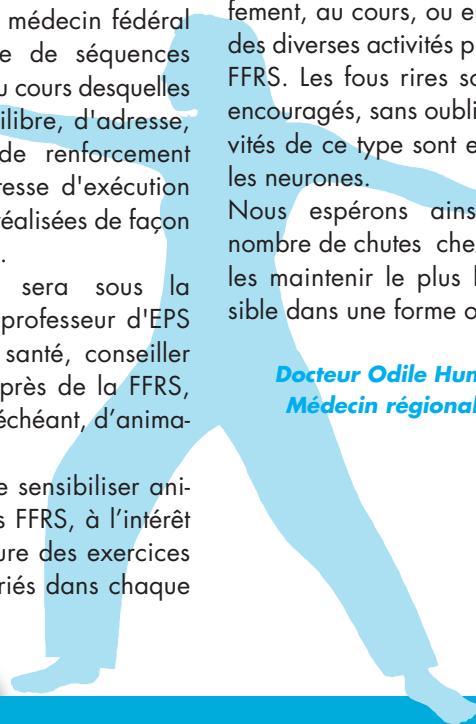 médecin fédéral
e de séquences
u cours desquelles
ilibre, d'adresse,
de renforcement
esse d'exécution
réalisées de façon
.
sera sous la
professeur d'EPS
santé, conseiller
près de la FFRS,
échéant, d’anima-
e sensibiliser ani-
s FFRS, à l’intérêt
ure des exercices
riés dans chaque
fement, au cours, ou e
des diverses activités p
FFRS. Les fous rires so
encouragés, sans oubli
vités de ce type sont e
les neurones.
Nous espérons ains
nombre de chutes che
les maintenir le plus l
sible dans une forme o
Docteur Odile Hun
Médecin régional